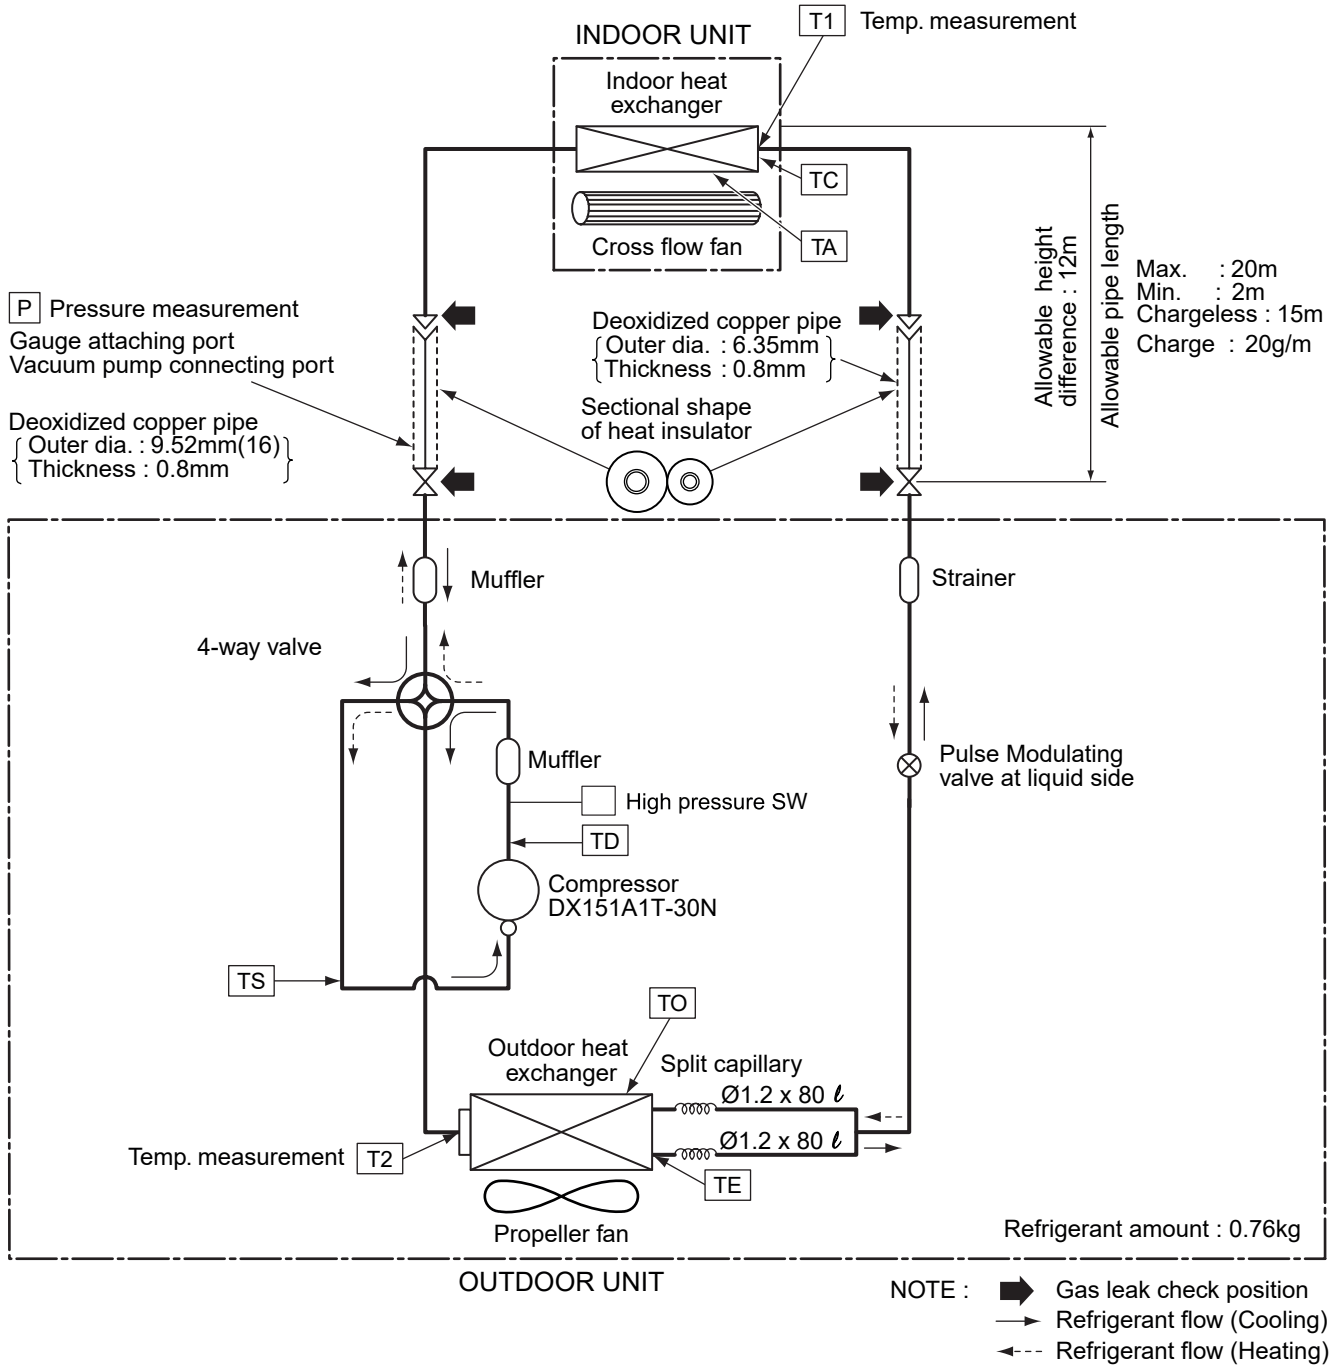 T1 Temp. measurement
INDOOR UNIT
Indoor heat
exchanger
TC
TA
Cross flow fan
P Pressure measurement
Gauge attaching port
Vacuum pump connecting port
Deoxidized copper pipe
Outer dia. : 9.52mm(16)
Thickness : 0.8mm
Deoxidized copper pipe
Outer dia. : 6.35mm
Thickness : 0.8mm
Sectional shape
of heat insulator
Allowable height
difference : 12m
Allowable pipe length
Max. : 20m
Min. : 2m
Chargeless : 15m
Charge : 20g/m
Muffler
Strainer
4-way valve
Pulse Modulating
valve at liquid side
Muffler
High pressure SW
TD
Compressor
DX151A1T-30N
TS
TO
Outdoor heat
exchanger
Split capillary
Ø1.2 x 80 ℓ
Ø1.2 x 80 ℓ
Temp. measurement T2
TE
Propeller fan
Refrigerant amount : 0.76kg
OUTDOOR UNIT
NOTE :
Gas leak check position
Refrigerant flow (Cooling)
Refrigerant flow (Heating)